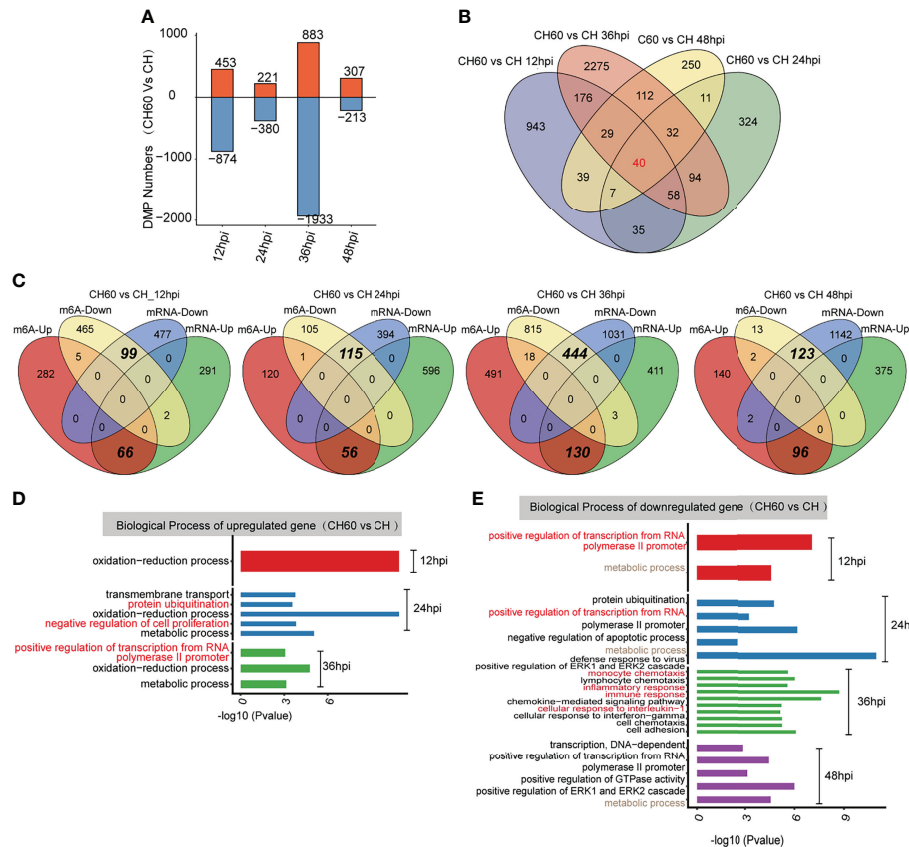 A
DMP Numbers (CH60 Vs CH)
1000
0
−1000
−2000
453
221
883
307
−874
−380
−1933
−213
12hpi
24hpi
36hpi
48hpi
B
CH60 vs CH 12hpi
CH60 vs CH 36hpi
C60 vs CH 48hpi
CH60 vs CH 24hpi
2275
250
176
112
11
943
29
32
324
40
39
7
58
94
35
C
CH60 vs CH_12hpi
m6A-Up
m6A-Down
mRNA-Down
mRNA-Up
465
477
5
99
0
282
0
0
291
0
0
0
2
0
66
CH60 vs CH 24hpi
m6A-Up
m6A-Down
mRNA-Down
mRNA-Up
105
394
1
115
0
120
0
0
596
0
0
0
0
0
56
CH60 vs CH 36hpi
m6A-Up
m6A-Down
mRNA-Down
mRNA-Up
815
1031
18
444
0
491
0
0
411
0
0
0
3
0
130
CH60 vs CH 48hpi
m6A-Up
m6A-Down
mRNA-Down
mRNA-Up
13
1142
2
123
0
140
0
0
375
2
0
0
0
0
96
D
Biological Process of upregulated gene (CH60 vs CH)
oxidation−reduction process
12hpi
transmembrane transport
protein ubiquitination
oxidation−reduction process
negative regulation of cell proliferation
metabolic process
24hpi
positive regulation of transcription from RNA
polymerase II promoter
oxidation−reduction process
metabolic process
36hpi
0
3
6
9
-log10 (Pvalue)
E
Biological Process of downregulated gene (CH60 vs CH)
positive regulation of transcription from RNA
polymerase II promoter
metabolic process
12hpi
protein ubiquitination
positive regulation of transcription from RNA
polymerase II promoter
negative regulation of apoptotic process
metabolic process
defense response to virus
24h
positive regulation of ERK1 and ERK2 cascade
monocyte chemotaxis
lymphocyte chemotaxis
inflammatory response
immune response
chemokine−mediated signaling pathway
cellular response to interleukin−1
cellular response to interferon−gamma
cell chemotaxis
cell adhesion
36hpi
transcription, DNA−dependent
positive regulation of transcription from RNA
polymerase II promoter
positive regulation of GTPase activity
positive regulation of ERK1 and ERK2 cascade
metabolic process
48hpi
0
3
6
9
-log10 (Pvalue)